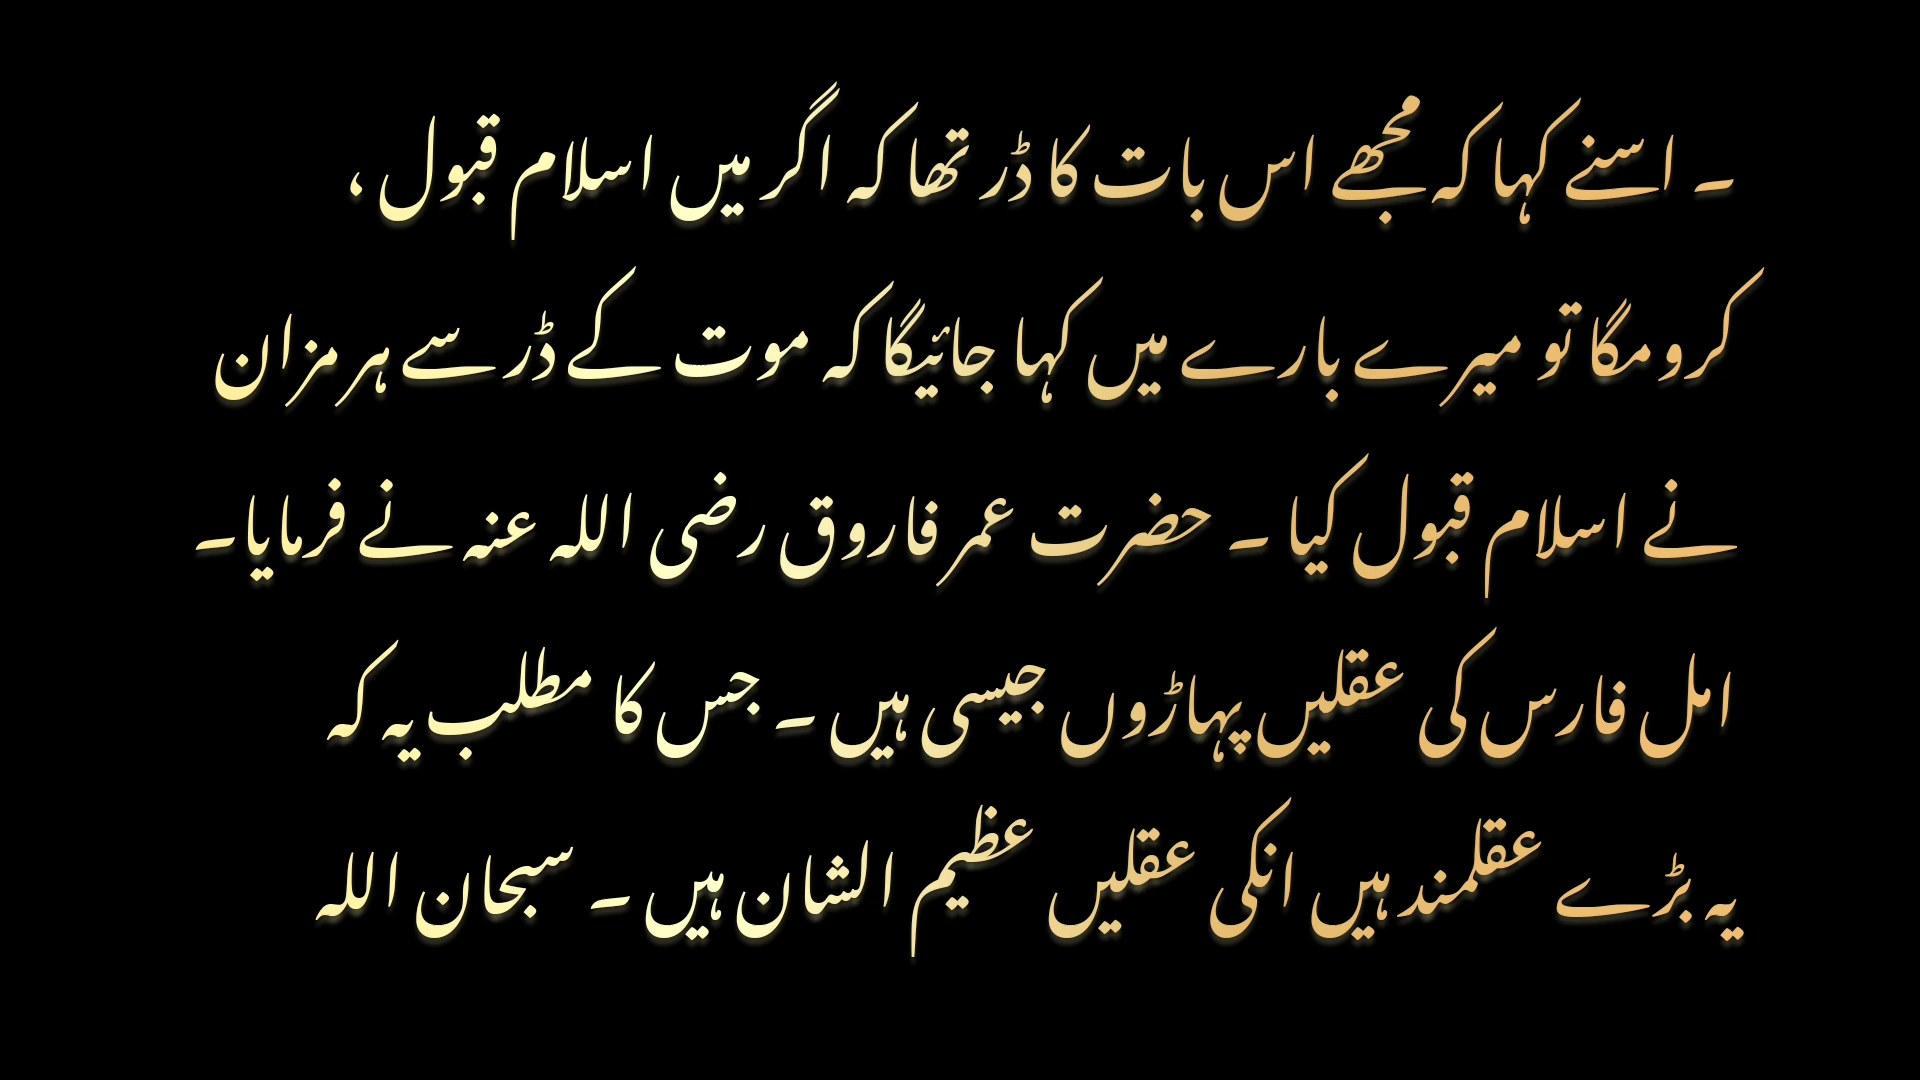 ۔ اسنے کہا کہ مجھے اس بات کا ڈر تھا کہ اگر میں اسلام قبول ،
کرومگا تو میرے بارے میں کہا جائیگا کہ موت کے ڈر سے ہرمزان
نے اسلام قبول کیا ۔ حضرت عمر فاروق رضی اللہ عنہ نے فرمایا۔
اہل فارس کی عقلیں پہاڑوں جیسی ہیں ۔ جس کا مطلب یہ کہ
یہ بڑے عقلمند ہیں انکی عقلیں عظیم الشان ہیں ۔ سبحان اللہ